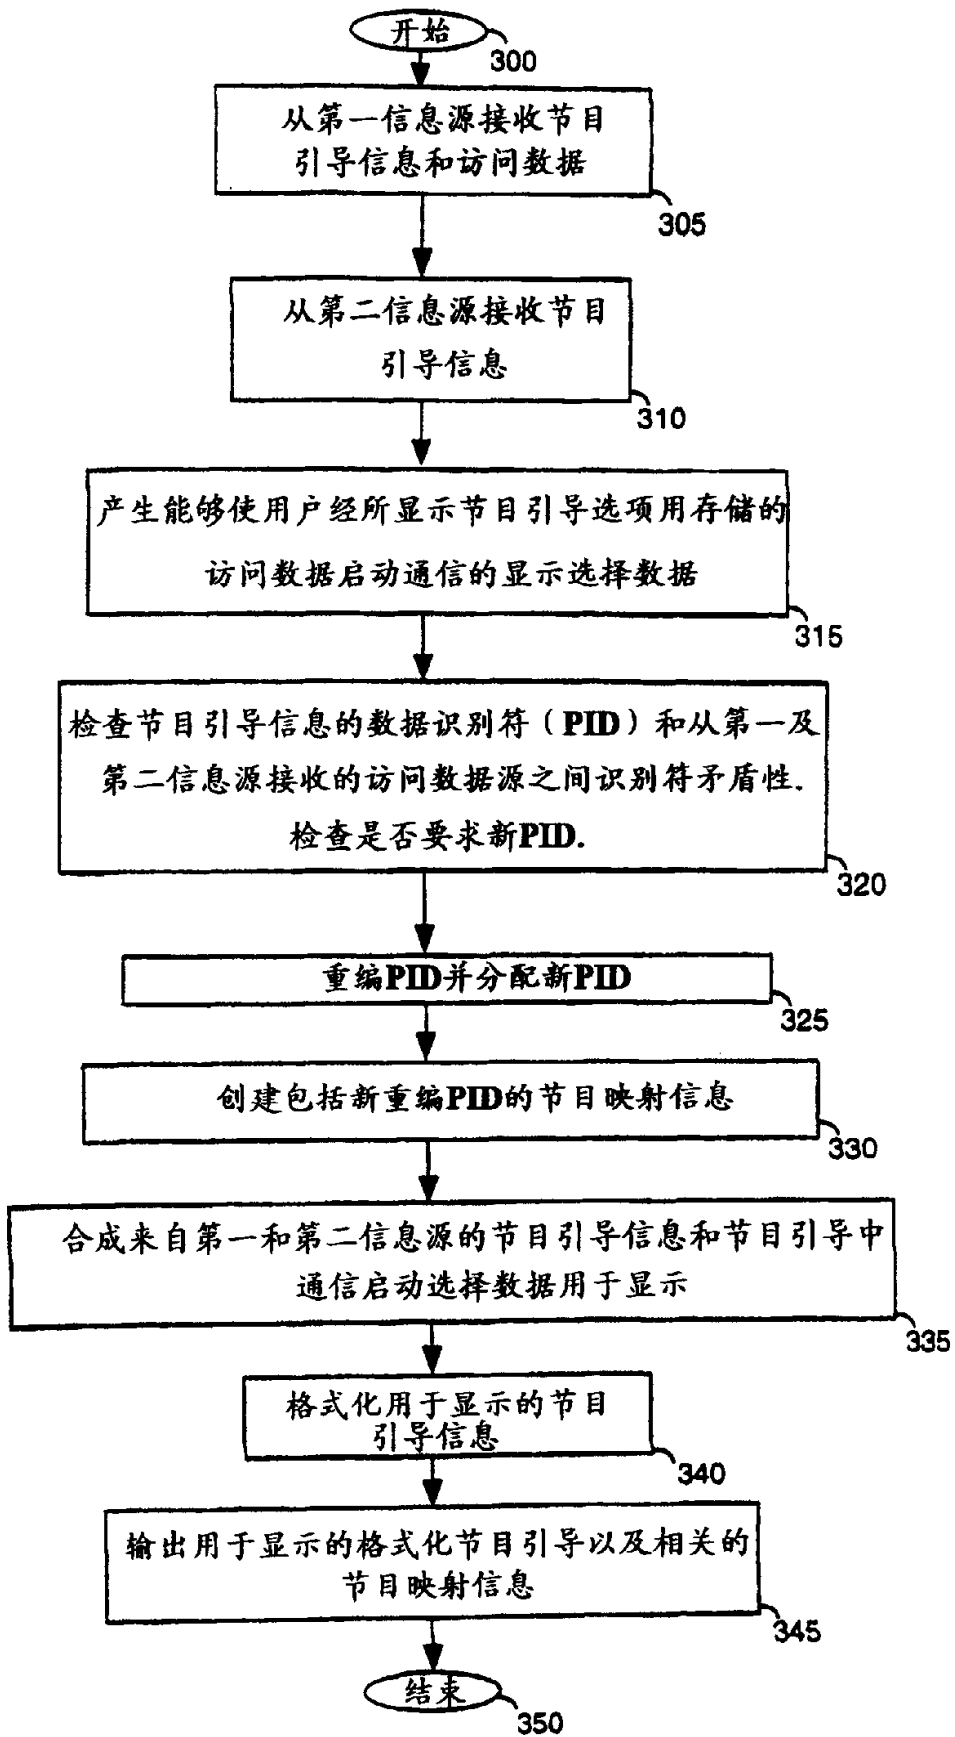 开始
300
从第一信息源接收节目
引导信息和访问数据
305
从第二信息源接收节目
引导信息
310
产生能够使用户经所显示节目引导选项用存储的
访问数据启动通信的显示选择数据
315
检查节目引导信息的数据识别符(PID)和从第一及
第二信息源接收的访问数据源之间识别符矛盾性.
检查是否要求新PID.
320
重编PID并分配新PID
325
创建包括新重编PID的节目映射信息
330
合成来自第一和第二信息源的节目引导信息和节目引导中
通信启动选择数据用于显示
335
格式化用于显示的节目
引导信息
340
输出用于显示的格式化节目引导以及相关的
节目映射信息
345
结束
350